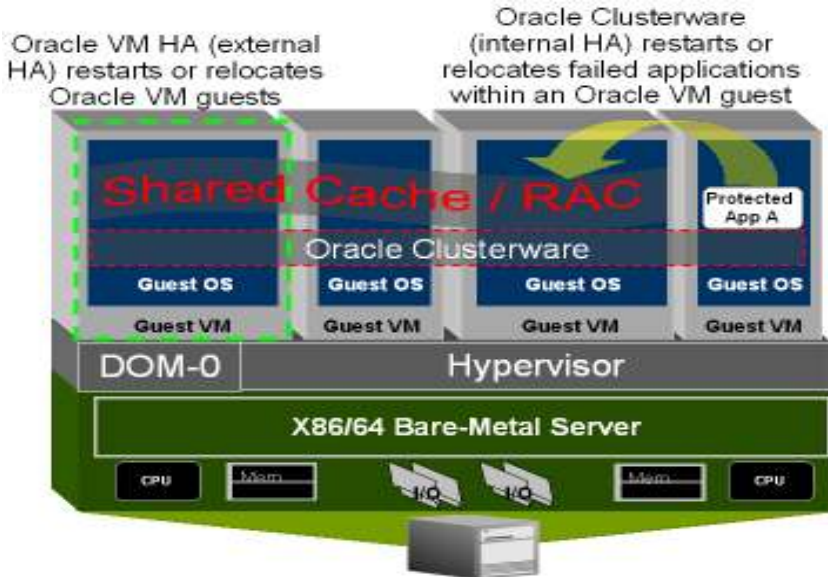 Oracle VM HA (external
HA) restarts or relocates
Oracle VM guests
Oracle Clusterware
(internal HA) restarts or
relocates failed applications
within an Oracle VM guest
Shared Cache / RAC
Protected
App A
Oracle Clusterware
Guest OS
Guest OS
Guest OS
Guest OS
Guest VM
Guest VM
Guest VM
Guest VM
DOM-0
Hypervisor
X86/64 Bare-Metal Server
CPU
Mem
I/O
I/O
Mem
CPU